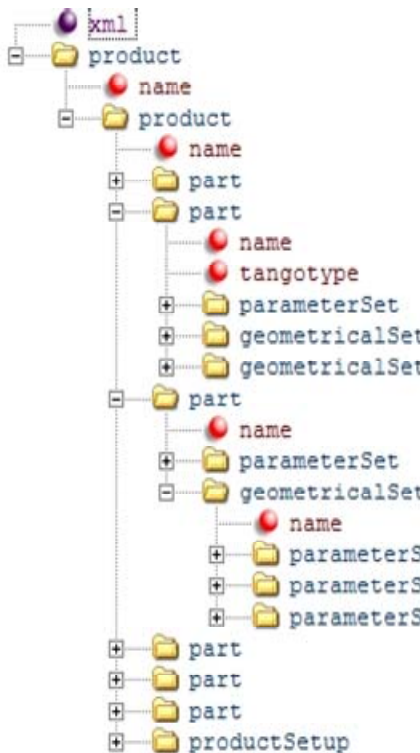 xml
product
name
product
name
part
part
name
tangotype
parameterSet
geometricalSet
geometricalSet
part
name
parameterSet
geometricalSet
name
parameterS
parameterS
parameterS
part
part
part
productSetup